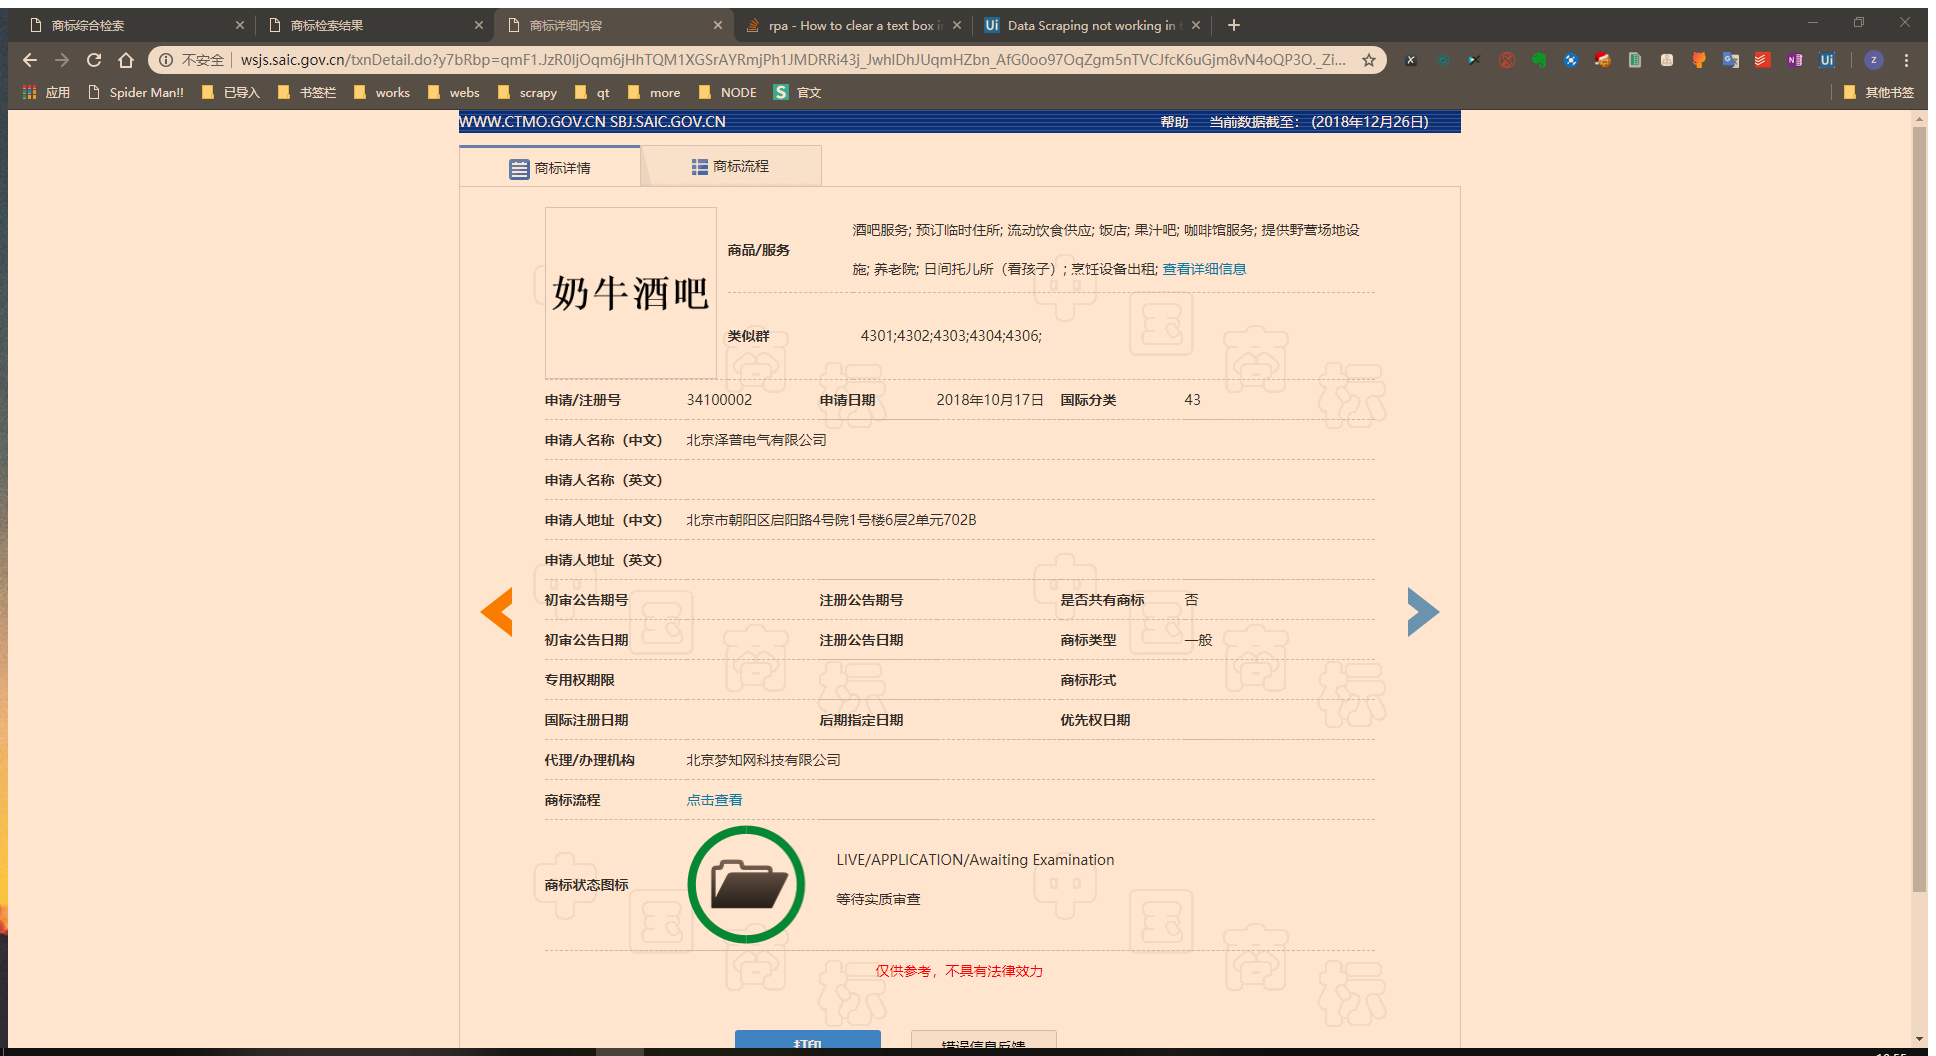 商标综合检索
商标检索结果
商标详细内容
rpa - How to clear a text box i
Data Scraping not working in
不安全
wsjs.saic.gov.cn/txnDetail.do?y7bRbp=qmF1.JzR0IjOqm6jHhTQM1XGSrAYRmjPh1JMDRRi43j_JwhlDhJUqmHZbn_AfG0oo97OqZgm5nTVCJfcK6uGjm8vN4oQP3O._Zi...
应用
Spider Man!!
已导入
书签栏
works
webs
scrapy
qt
more
NODE
官文
其他书签
WWW.CTMO.GOV.CN SBJ.SAIC.GOV.CN
帮助
当前数据截至： (2018年12月26日)
商标详情
商标流程
奶牛酒吧
商品/服务
酒吧服务; 预订临时住所; 流动饮食供应; 饭店; 果汁吧; 咖啡馆服务; 提供野营场地设
施; 养老院; 日间托儿所（看孩子）; 烹饪设备出租; 查看详细信息
类似群
4301;4302;4303;4304;4306;
申请/注册号 34100002 申请日期 2018年10月17日 国际分类 43
申请人名称（中文） 北京泽普电气有限公司
申请人名称（英文）
申请人地址（中文） 北京市朝阳区启阳路4号院1号楼6层2单元702B
申请人地址（英文）
初审公告期号 注册公告期号 是否共有商标 否
初审公告日期 注册公告日期 商标类型 一般
专用权期限 商标形式
国际注册日期 后期指定日期 优先权日期
代理/办理机构 北京梦知网科技有限公司
商标流程 点击查看
商标状态图标
LIVE/APPLICATION/Awaiting Examination
等待实质审查
仅供参考，不具有法律效力
打印
错误信息反馈